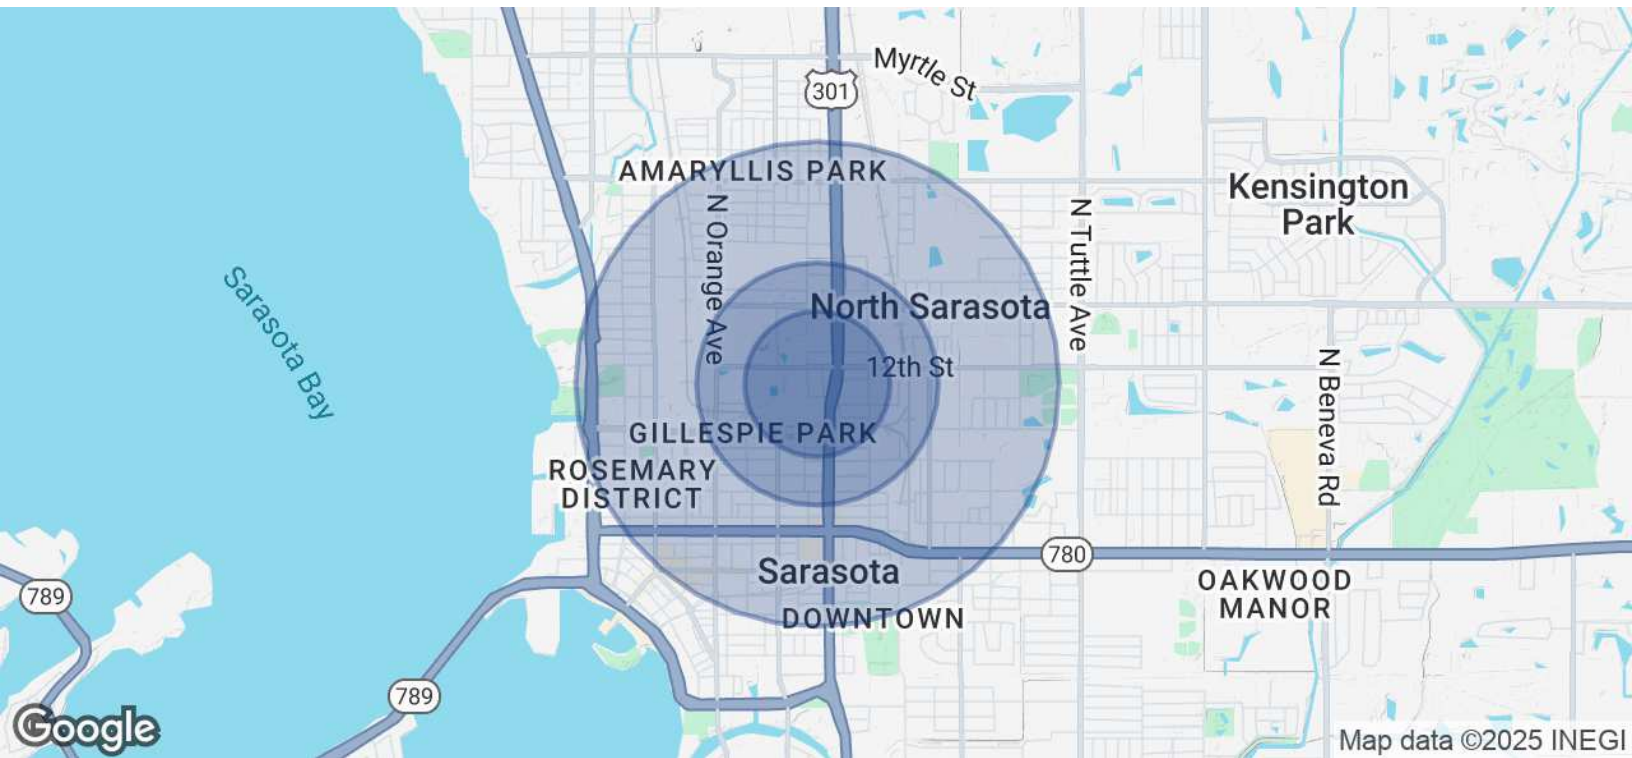 Myrtle St
301
AMARYLLIS PARK
Kensington
Park
N Orange Ave
N Tuttle Ave
Sarasota Bay
North Sarasota
12th St
N Beneva Rd
GILLESPIE PARK
ROSEMARY
DISTRICT
780
Sarasota
OAKWOOD
MANOR
789
DOWNTOWN
789
Google
Map data ©2025 INEGI